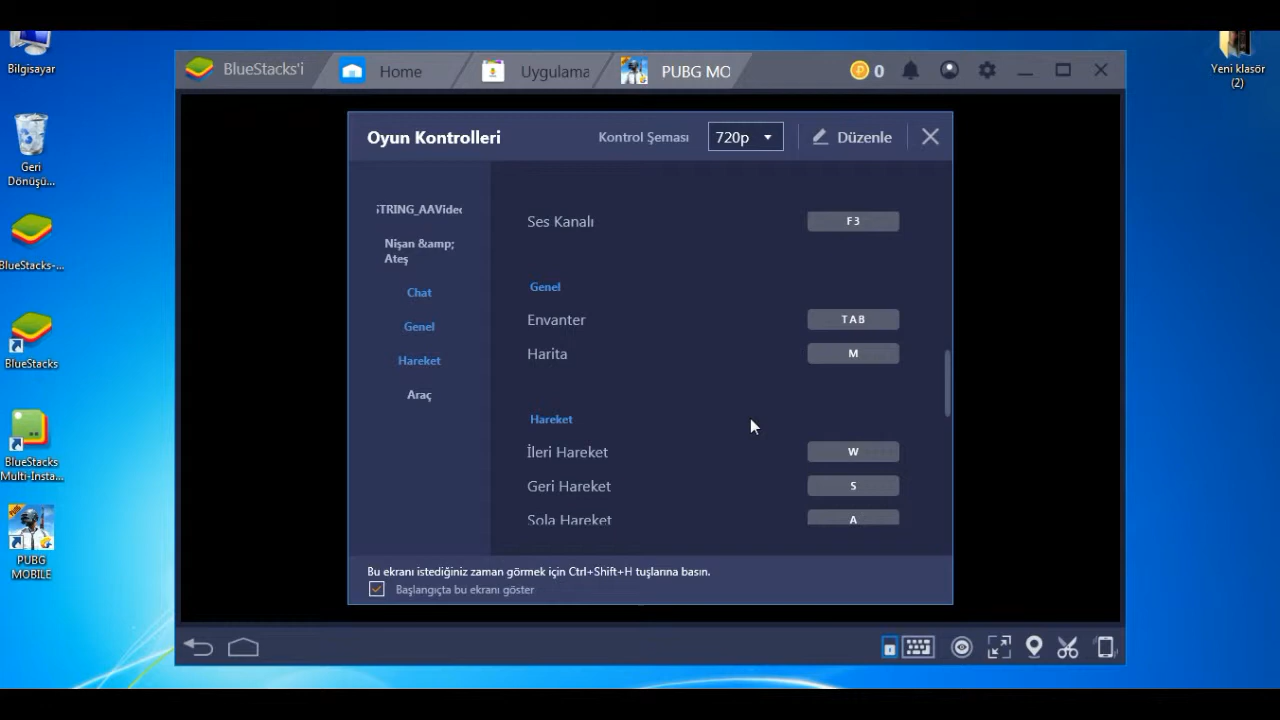 Bilgisayar
Geri
Dönüşü...
BlueStacks-...
BlueStacks
BlueStacks
Multi-Insta...
PUBG
MOBILE
Yeni klasör
(2)
BlueStacks'i
Home
Uygulama
PUBG MO
0
Oyun Kontrolleri
Kontrol Şeması
720p
Düzenle
STRING_AAVideo
Nişan &amp;
Ateş
Chat
Genel
Hareket
Araç
Ses Kanalı F3
Genel
Envanter TAB
Harita M
Hareket
İleri Hareket W
Geri Hareket S
Sola Hareket A
Bu ekranı istediğiniz zaman görmek için Ctrl+Shift+H tuşlarına basın.
Başlangıçta bu ekranı göster